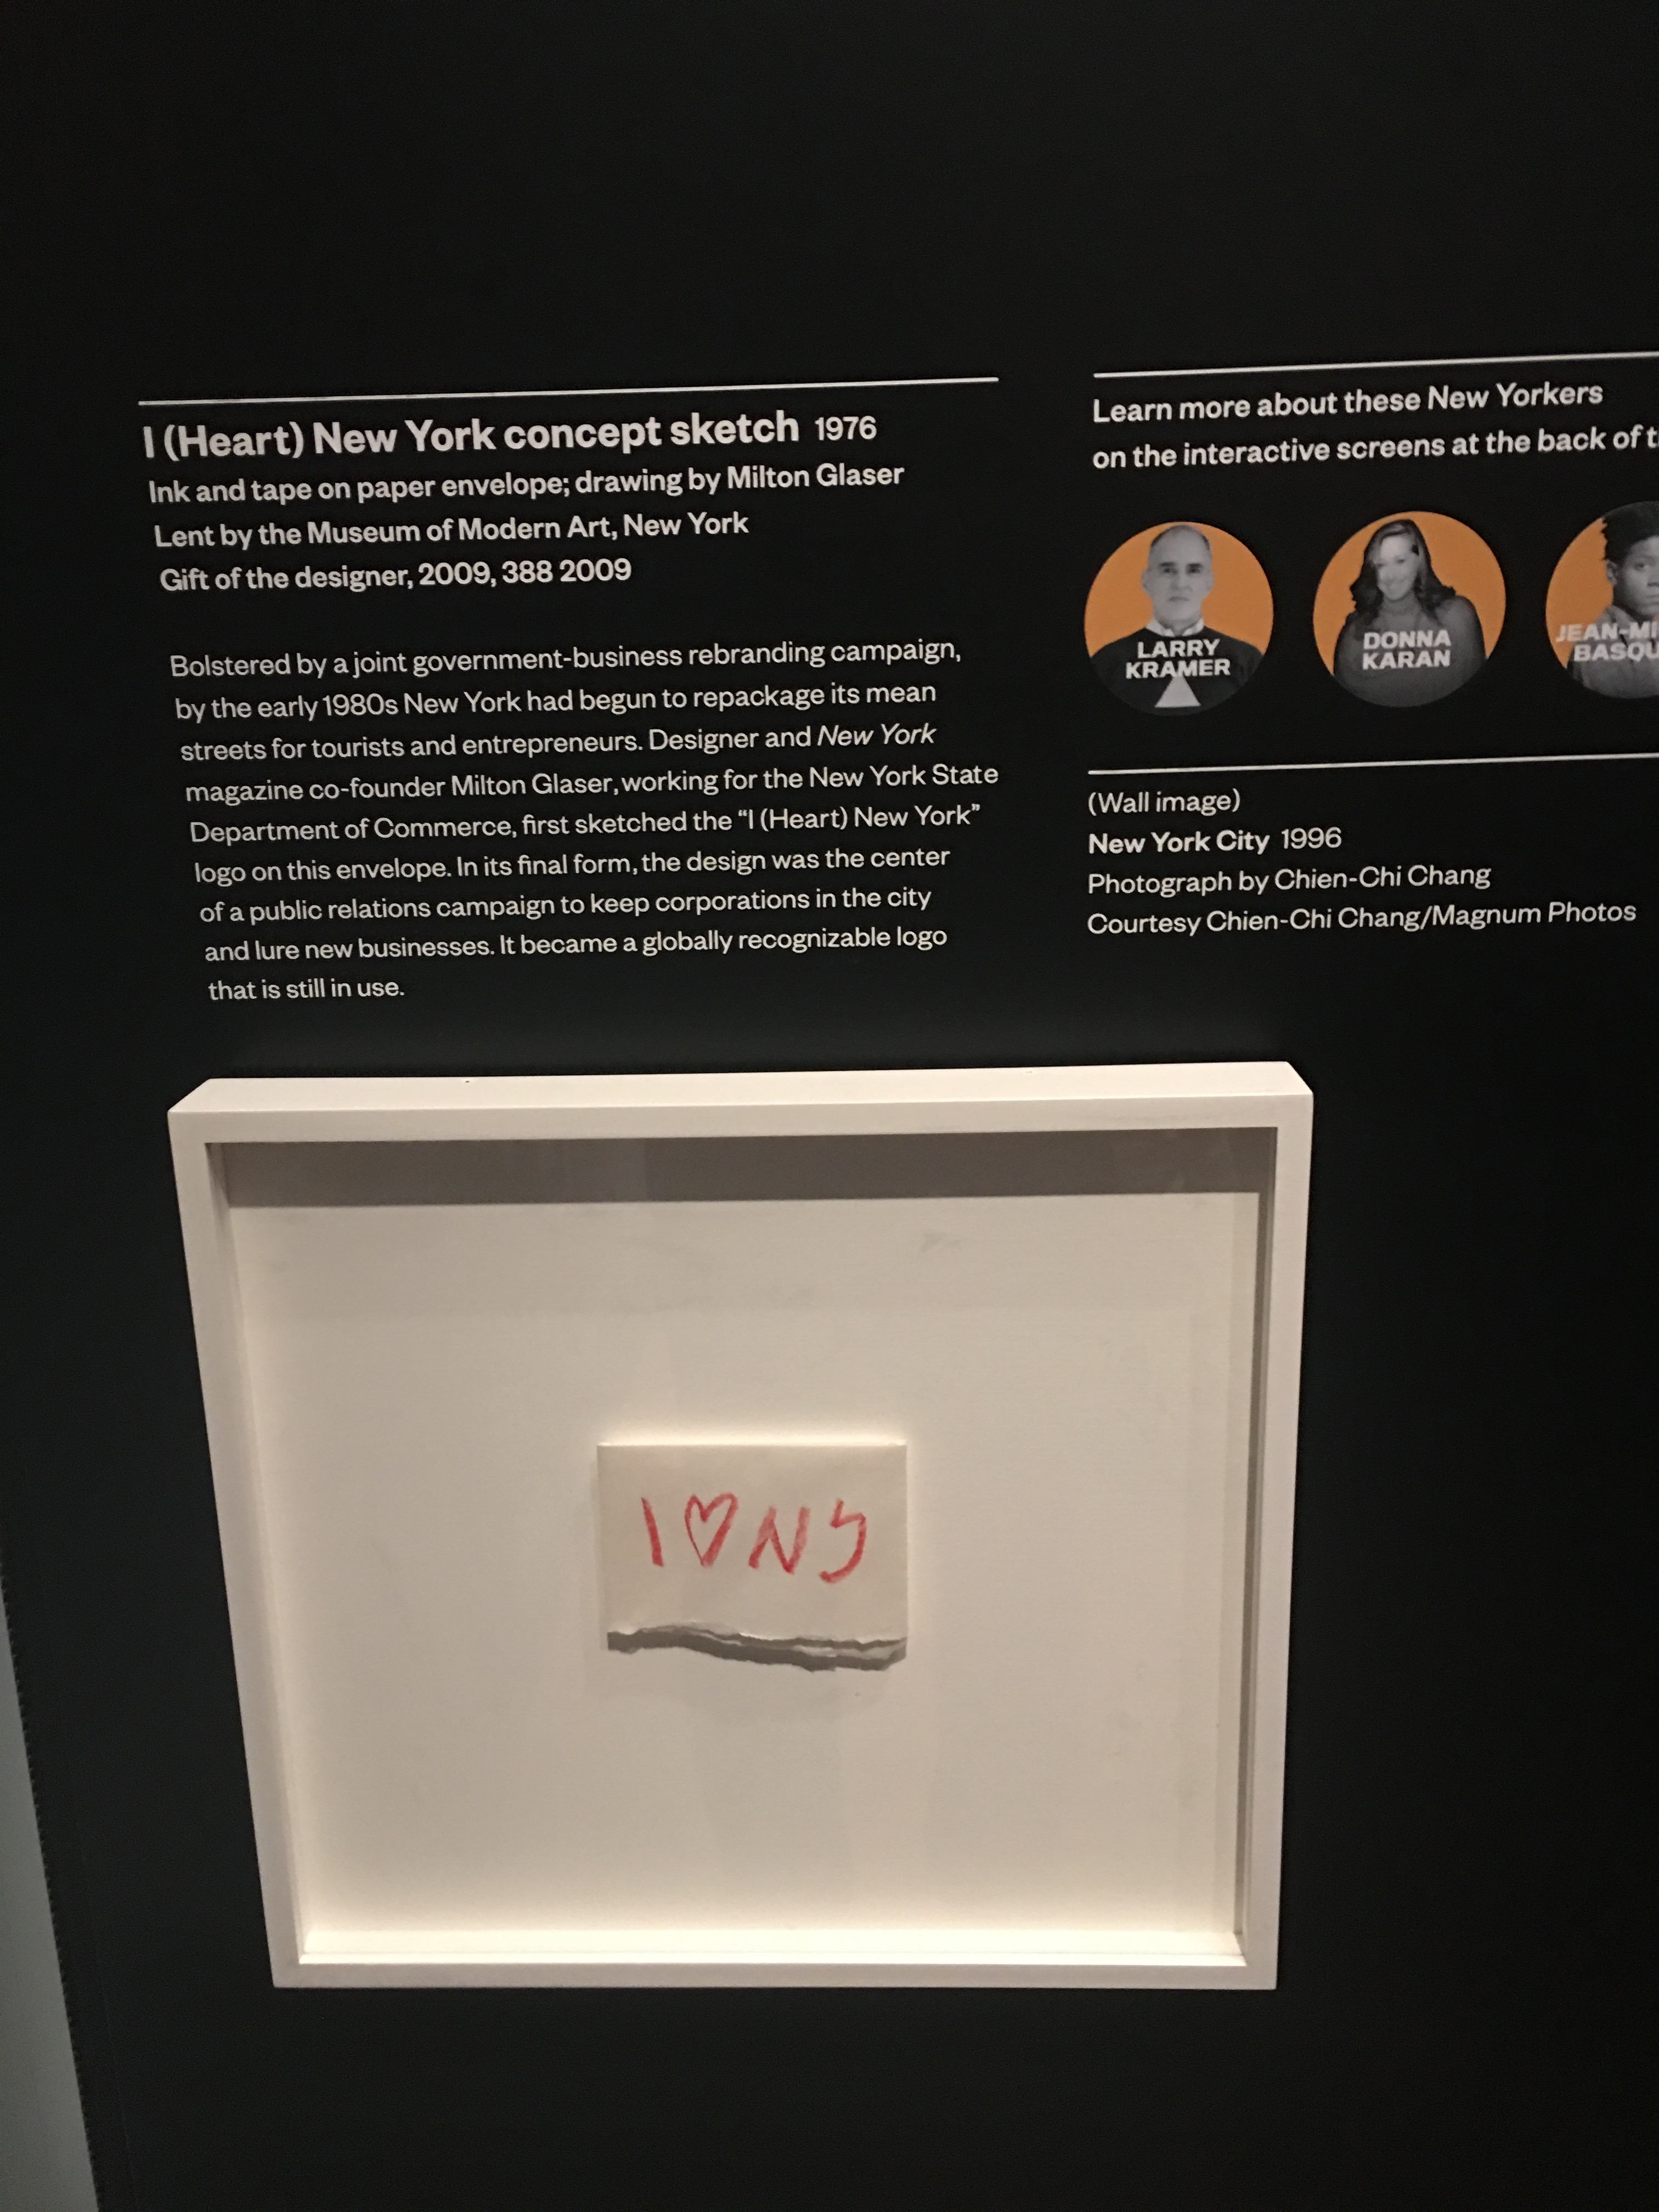 I (Heart) New York concept sketch 1976
Ink and tape on paper envelope; drawing by Milton Glaser
Lent by the Museum of Modern Art, New York
Gift of the designer, 2009, 388 2009
Bolstered by a joint government-business rebranding campaign,
by the early 1980s New York had begun to repackage its mean
streets for tourists and entrepreneurs. Designer and New York
magazine co-founder Milton Glaser, working for the New York State
Department of Commerce, first sketched the “I (Heart) New York”
logo on this envelope. In its final form, the design was the center
of a public relations campaign to keep corporations in the city
and lure new businesses. It became a globally recognizable logo
that is still in use.
Learn more about these New Yorkers
on the interactive screens at the back of
LARRY
KRAMER
DONNA
KARAN
(Wall image)
New York City 1996
Photograph by Chien-Chi Chang
Courtesy Chien-Chi Chang/Magnum Photos
I ♥ NY